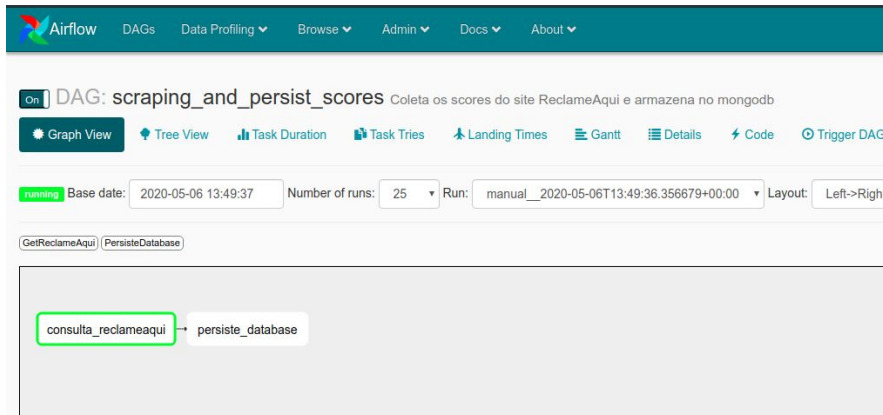 Airflow DAGs Data Profiling Browse Admin Docs About
On DAG: scraping_and_persist_scores Coleta os scores do site ReclameAqui e armazena no mongodb
Graph View Tree View Task Duration Task Tries Landing Times Gantt Details Code Trigger DAG
running Base date: 2020-05-06 13:49:37 Number of runs: 25 Run: manual__2020-05-06T13:49:36.356679+00:00 Layout: Left->Righ
GetReclameAqui PersisteDatabase
consulta_reclameaqui persiste_database